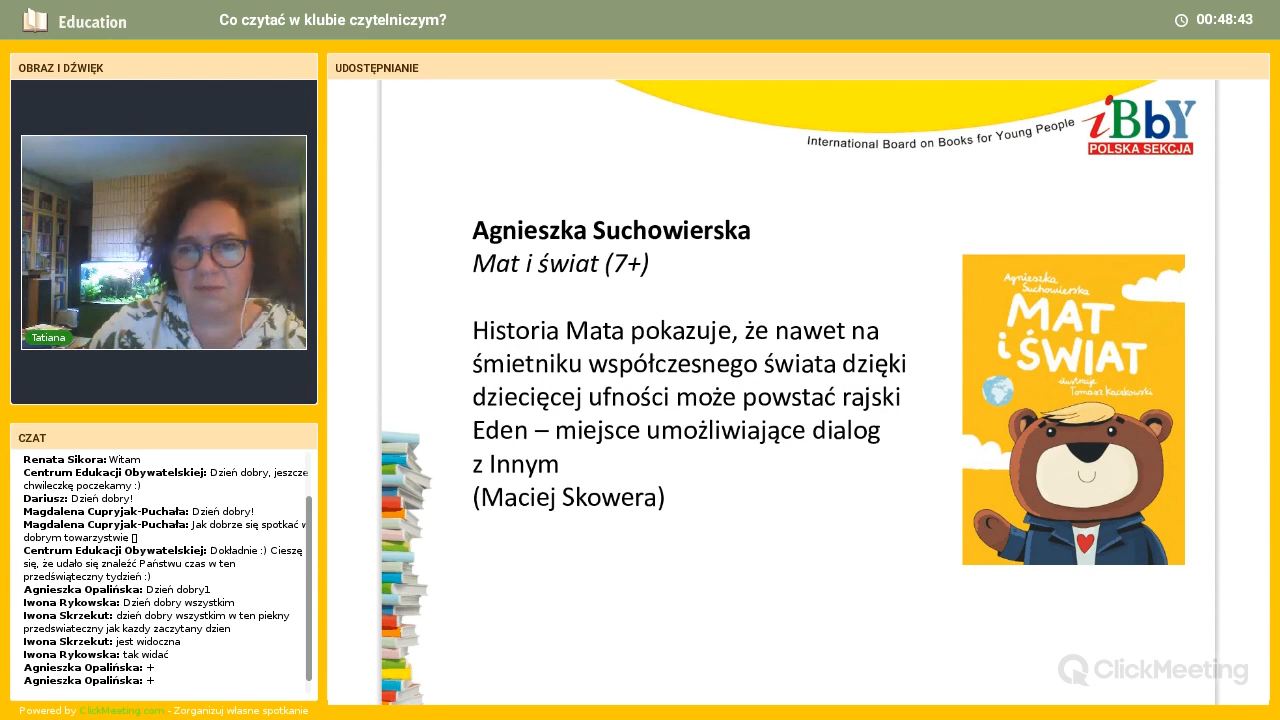 Education
Co czytać w klubie czytelniczym?
00:48:43
OBRAZ I DŹWIĘK
Tatiana
CZAT
Renata Sikora: Witam
Centrum Edukacji Obywatelskiej: Dzień dobry, jeszcze
chwileczkę poczekamy :)
Dariusz: Dzień dobry!
Magdalena Cupryjak-Puchała: Dzień dobry!
Magdalena Cupryjak-Puchała: Jak dobrze się spotkać w
dobrym towarzystwie []
Centrum Edukacji Obywatelskiej: Dokładnie :) Cieszę
się, że udało się znaleźć Państwu czas w ten
przedświąteczny tydzień :)
Agnieszka Opalińska: Dzień dobry1
Iwona Rykowska: Dzień dobry wszystkim
Iwona Skrzekut: dzień dobry wszystkim w ten piekny
przedswiateczny jak kazdy zaczytany dzien
Iwona Skrzekut: jest widoczna
Iwona Rykowska: tak widać
Agnieszka Opalińska: +
Agnieszka Opalińska: +
Powered by ClickMeeting.com - Zorganizuj własne spotkanie
UDOSTĘPNIANIE
International Board on Books for Young People
iBbY
POLSKA SEKCJA
Agnieszka Suchowierska
Mat i świat (7+)
Historia Mata pokazuje, że nawet na
śmietniku współczesnego świata dzięki
dziecięcej ufności może powstać rajski
Eden – miejsce umożliwiające dialog
z Innym
(Maciej Skowera)
Agnieszka
Suchowierska
MAT
i ŚWIAT
ilustracje
Tomasz Kaczkowski
ClickMeeting